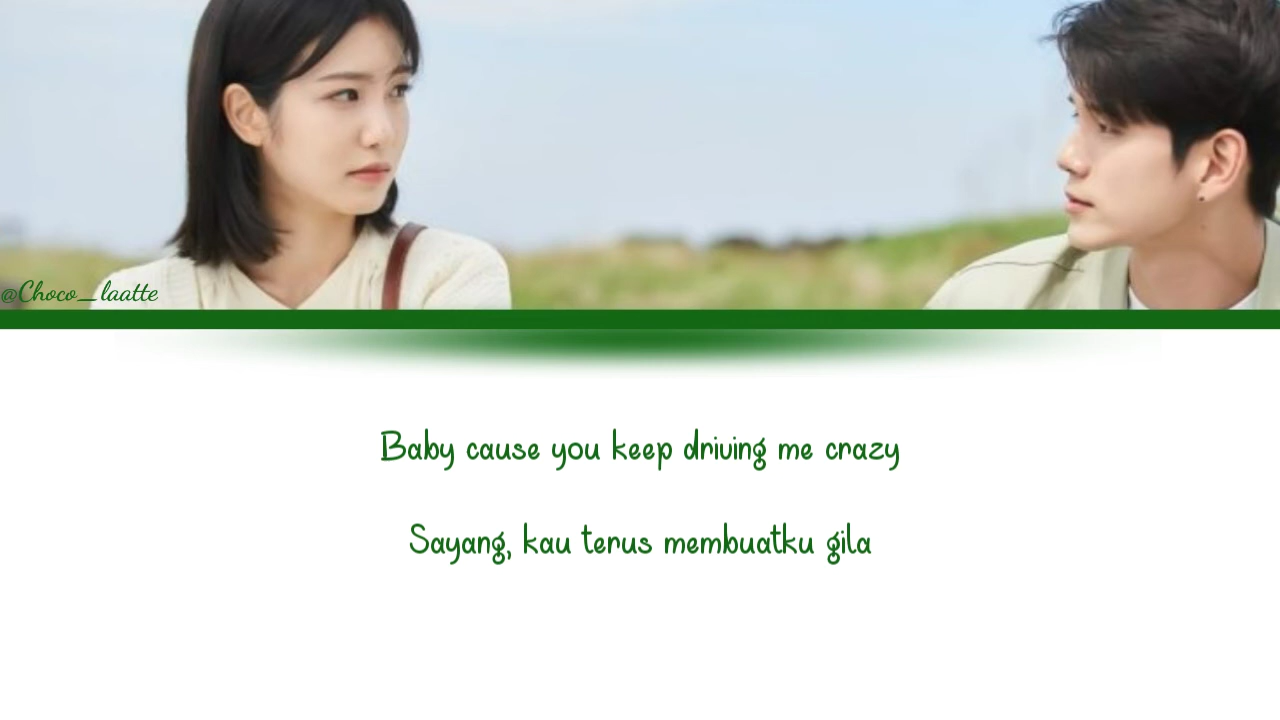 @Choco_laatte
Baby cause you keep driving me crazy
Sayang, kau terus membuatku gila